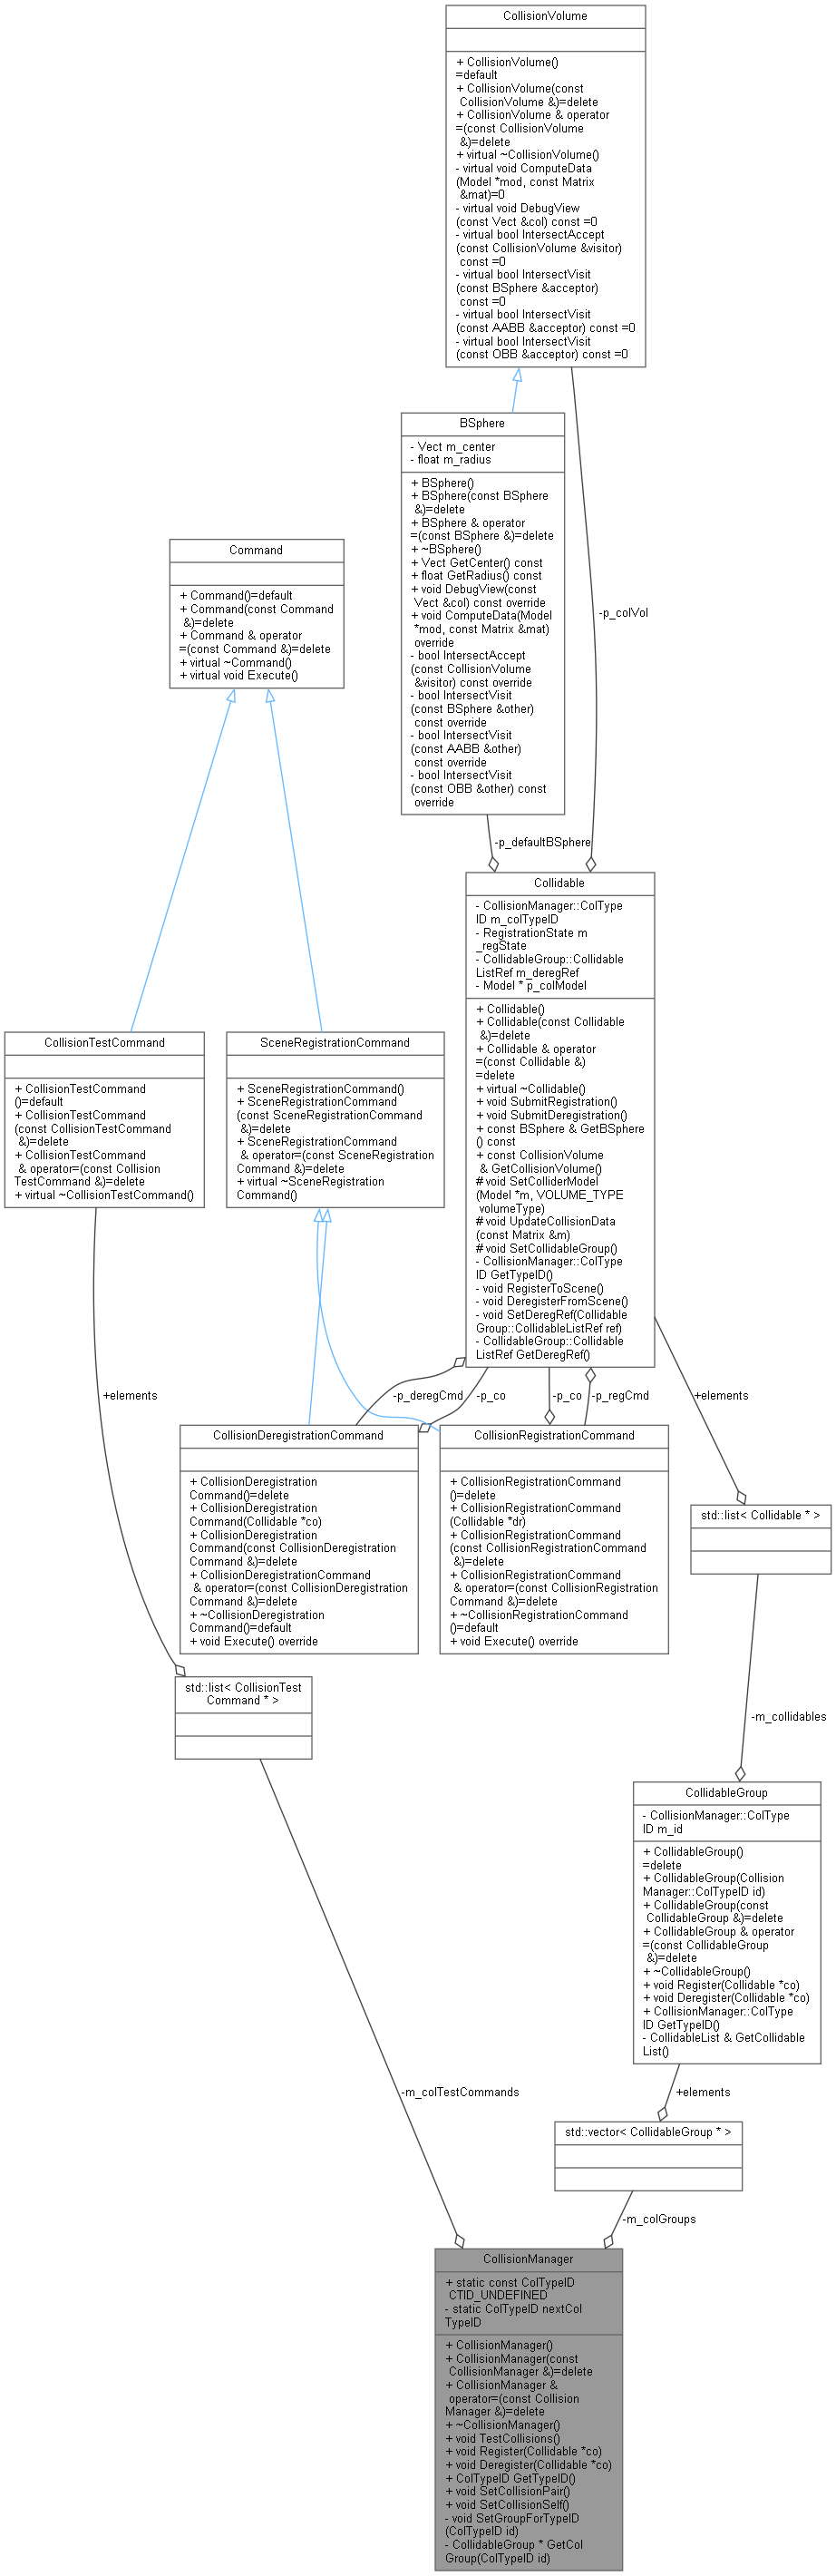 CollisionVolume
+ CollisionVolume()
=default
+ CollisionVolume(const
CollisionVolume &)=delete
+ CollisionVolume & operator
=(const CollisionVolume
&)=delete
+ virtual ~CollisionVolume()
- virtual void ComputeData
(Model *mod, const Matrix
&mat)=0
- virtual void DebugView
(const Vect &col) const =0
- virtual bool IntersectAccept
(const CollisionVolume &visitor)
const =0
- virtual bool IntersectVisit
(const BSphere &acceptor)
const =0
- virtual bool IntersectVisit
(const AABB &acceptor) const =0
- virtual bool IntersectVisit
(const OBB &acceptor) const =0
BSphere
- Vect m_center
- float m_radius
+ BSphere()
+ BSphere(const BSphere
&)=delete
+ BSphere & operator
=(const BSphere &)=delete
+ ~BSphere()
+ Vect GetCenter() const
+ float GetRadius() const
+ void DebugView(const
Vect &col) const override
+ void ComputeData(Model
*mod, const Matrix &mat)
override
- bool IntersectAccept
(const CollisionVolume
&visitor) const override
- bool IntersectVisit
(const BSphere &other)
const override
- bool IntersectVisit
(const AABB &other)
const override
- bool IntersectVisit
(const OBB &other) const
override
-p_colVol
Command
+ Command()=default
+ Command(const Command
&)=delete
+ Command & operator
=(const Command &)=delete
+ virtual ~Command()
+ virtual void Execute()
-p_defaultBSphere
Collidable
- CollisionManager::ColType
ID m_colTypeID
- RegistrationState m
_regState
- CollidableGroup::Collidable
ListRef m_deregRef
- Model * p_colModel
+ Collidable()
+ Collidable(const Collidable
&)=delete
+ Collidable & operator
=(const Collidable &)
=delete
+ virtual ~Collidable()
+ void SubmitRegistration()
+ void SubmitDeregistration()
+ const BSphere & GetBSphere
() const
+ const CollisionVolume
& GetCollisionVolume()
# void SetColliderModel
(Model *m, VOLUME_TYPE
volumeType)
# void UpdateCollisionData
(const Matrix &m)
# void SetCollidableGroup()
- CollisionManager::ColType
ID GetTypeID()
- void RegisterToScene()
- void DeregisterFromScene()
- void SetDeregRef(Collidable
Group::CollidableListRef ref)
- CollidableGroup::Collidable
ListRef GetDeregRef()
CollisionTestCommand
+ CollisionTestCommand
()=default
+ CollisionTestCommand
(const CollisionTestCommand
&)=delete
+ CollisionTestCommand
& operator=(const Collision
TestCommand &)=delete
+ virtual ~CollisionTestCommand()
SceneRegistrationCommand
+ SceneRegistrationCommand()
+ SceneRegistrationCommand
(const SceneRegistrationCommand
&)=delete
+ SceneRegistrationCommand
& operator=(const SceneRegistration
Command &)=delete
+ virtual ~SceneRegistration
Command()
+elements
-p_deregCmd
-p_co
-p_co
-p_regCmd
+elements
CollisionDeregistrationCommand
+ CollisionDeregistration
Command()=delete
+ CollisionDeregistration
Command(Collidable *co)
+ CollisionDeregistration
Command(const CollisionDeregistration
Command &)=delete
+ CollisionDeregistrationCommand
& operator=(const CollisionDeregistration
Command &)=delete
+ ~CollisionDeregistration
Command()=default
+ void Execute() override
CollisionRegistrationCommand
+ CollisionRegistrationCommand
()=delete
+ CollisionRegistrationCommand
(Collidable *dr)
+ CollisionRegistrationCommand
(const CollisionRegistrationCommand
&)=delete
+ CollisionRegistrationCommand
& operator=(const CollisionRegistration
Command &)=delete
+ ~CollisionRegistrationCommand
()=default
+ void Execute() override
std::list< Collidable * >
std::list< CollisionTest
Command * >
-m_collidables
CollidableGroup
- CollisionManager::ColType
ID m_id
+ CollidableGroup()
=delete
+ CollidableGroup(Collision
Manager::ColTypeID id)
+ CollidableGroup(const
CollidableGroup &)=delete
+ CollidableGroup & operator
=(const CollidableGroup
&)=delete
+ ~CollidableGroup()
+ void Register(Collidable *co)
+ void Deregister(Collidable *co)
+ CollisionManager::ColType
ID GetTypeID()
- CollidableList & GetCollidable
List()
-m_colTestCommands
+elements
std::vector< CollidableGroup * >
-m_colGroups
CollisionManager
+ static const ColTypeID
CTID_UNDEFINED
- static ColTypeID nextCol
TypeID
+ CollisionManager()
+ CollisionManager(const
CollisionManager &)=delete
+ CollisionManager &
operator=(const Collision
Manager &)=delete
+ ~CollisionManager()
+ void TestCollisions()
+ void Register(Collidable *co)
+ void Deregister(Collidable *co)
+ ColTypeID GetTypeID()
+ void SetCollisionPair()
+ void SetCollisionSelf()
- void SetGroupForTypeID
(ColTypeID id)
- CollidableGroup * GetCol
Group(ColTypeID id)